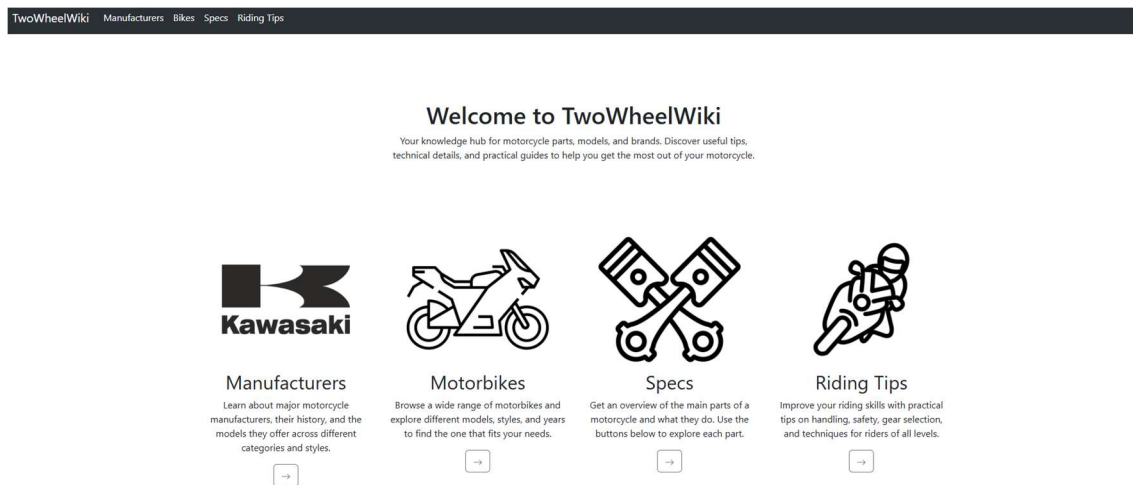 TwoWheelWiki Manufacturers Bikes Specs Riding Tips
Welcome to TwoWheelWiki
Your knowledge hub for motorcycle parts, models, and brands. Discover useful tips,
technical details, and practical guides to help you get the most out of your motorcycle.
Kawasaki
Manufacturers
Learn about major motorcycle
manufacturers, their history, and the
models they offer across different
categories and styles.
→
Motorbikes
Browse a wide range of motorbikes and
explore different models, styles, and years
to find the one that fits your needs.
→
Specs
Get an overview of the main parts of a
motorcycle and what they do. Use the
buttons below to explore each part.
→
Riding Tips
Improve your riding skills with practical
tips on handling, safety, gear selection,
and techniques for riders of all levels.
→